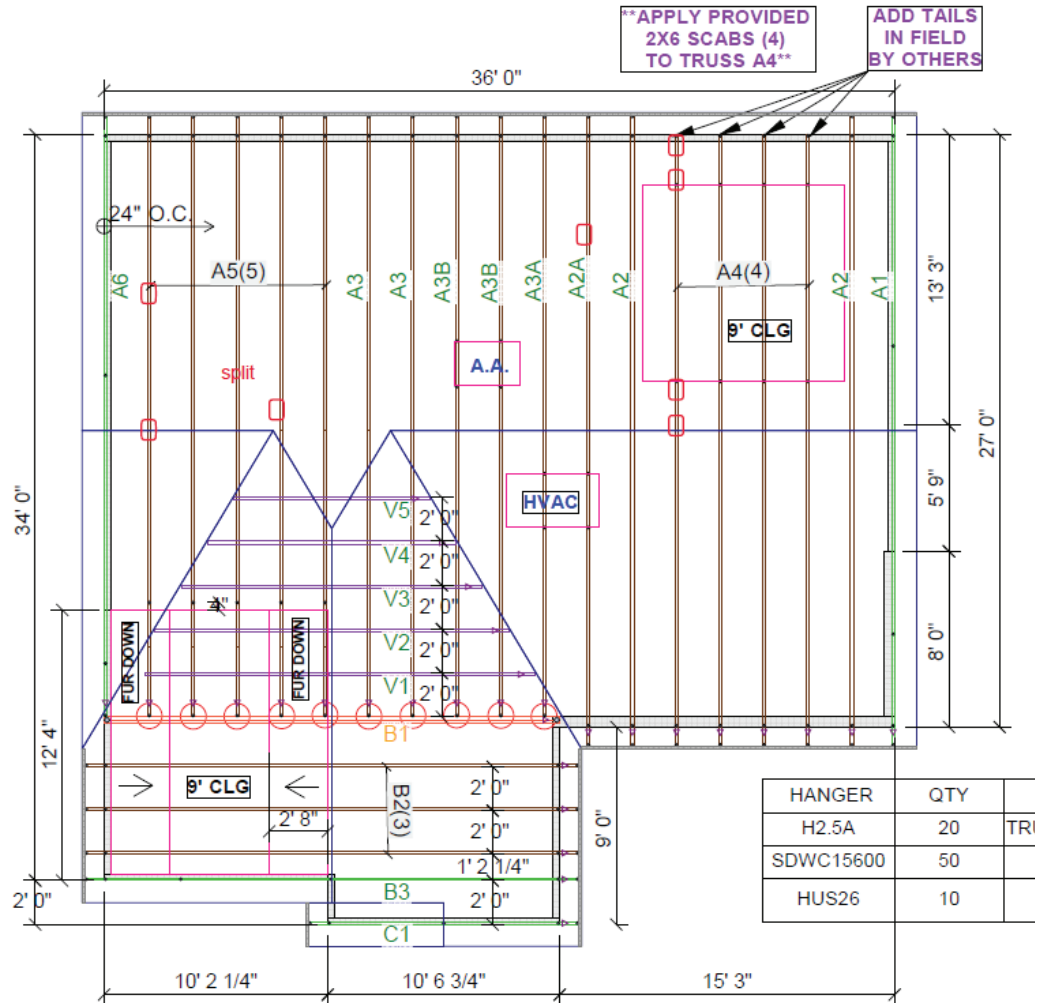 **APPLY PROVIDED
2X6 SCABS (4)
TO TRUSS A4**
ADD TAILS
IN FIELD
BY OTHERS
36' 0"
24" O.C.
A6
A5(5)
A3
A3
A3B
A3B
A3A
A2A
A2
A4(4)
A2
A1
9' CLG
A.A.
split
HVAC
13' 3"
27' 0"
5' 9"
8' 0"
34' 0"
V5
2' 0"
V4
2' 0"
V3
2' 0"
V2
2' 0"
V1
2' 0"
4"
FUR DOWN
FUR DOWN
B1
12' 4"
9' CLG
2' 8"
B2(3)
2' 0"
2' 0"
1' 2 1/4"
2' 0"
9' 0"
2' 0"
B3
C1
10' 2 1/4"
10' 6 3/4"
15' 3"
HANGER QTY
H2.5A 20 TRU
SDWC15600 50
HUS26 10